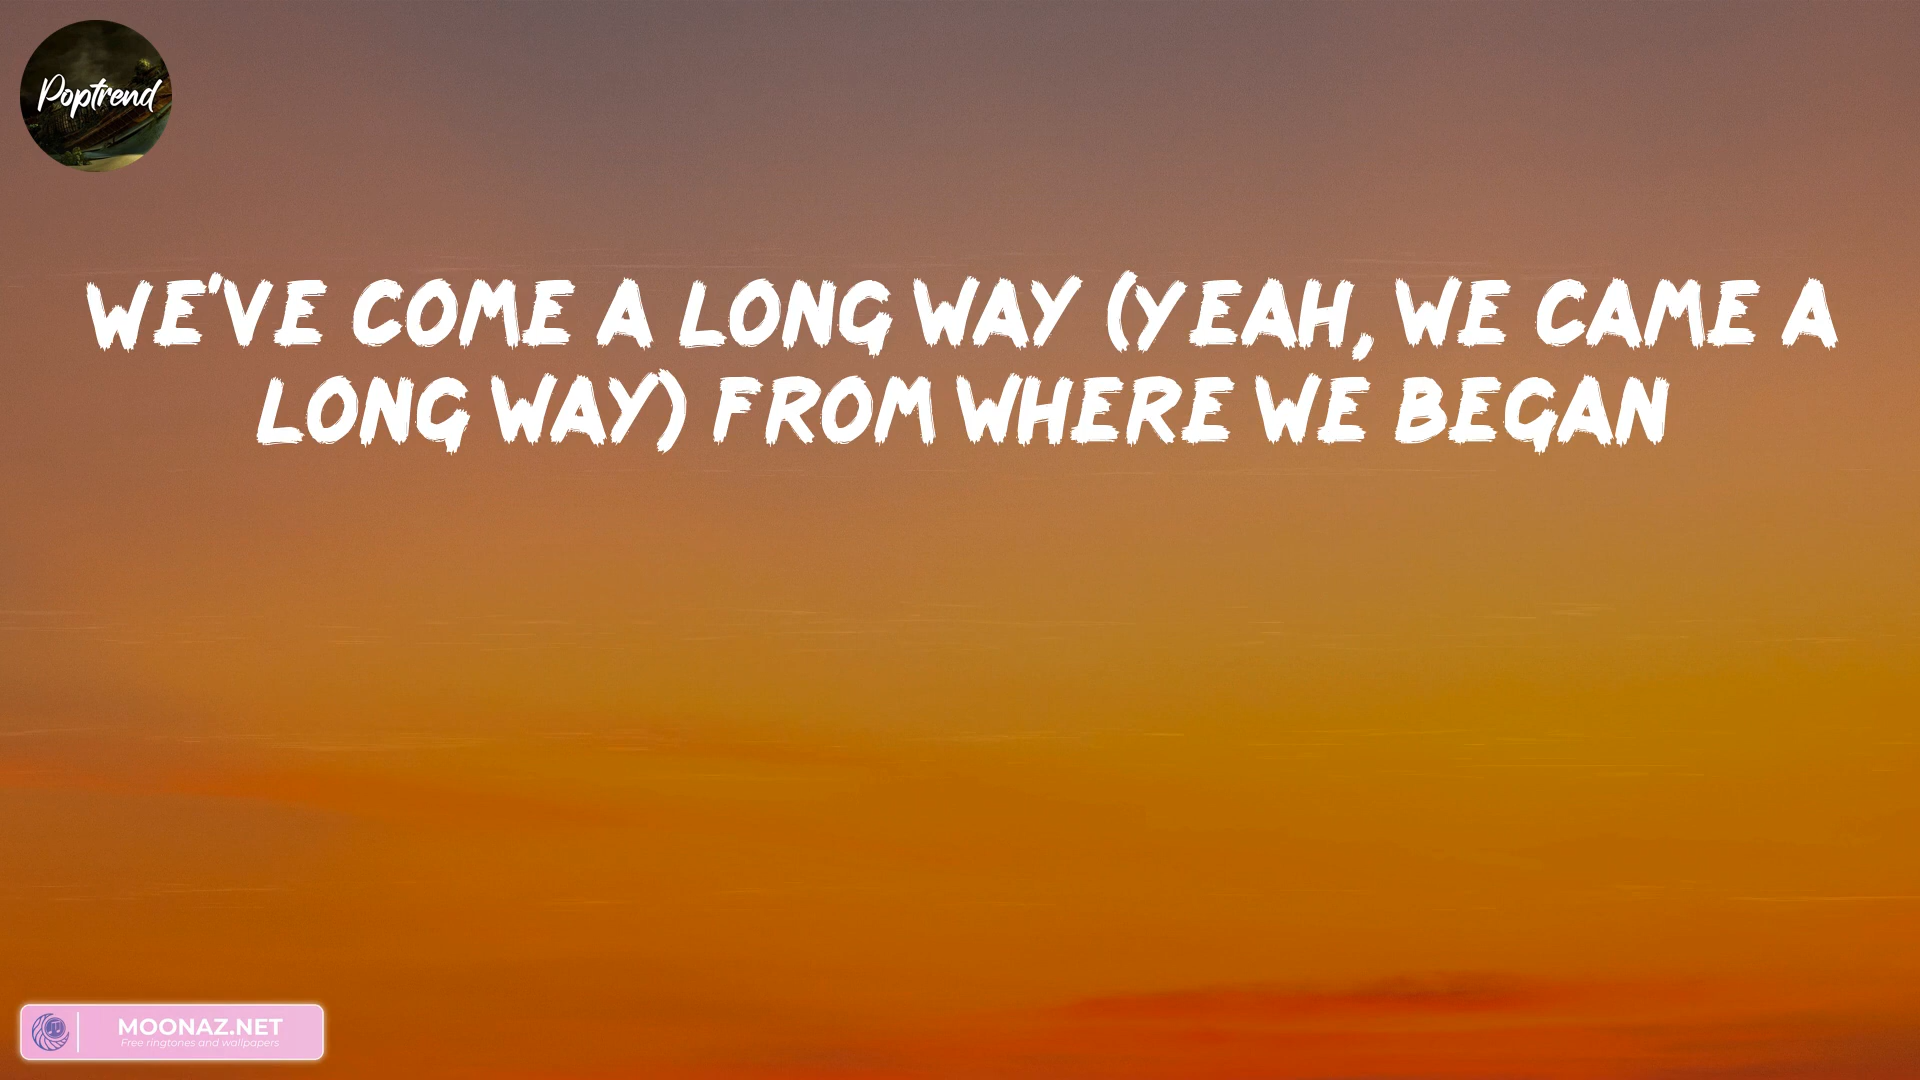 Poptrend
WE'VE COME A LONG WAY (YEAH, WE CAME A
LONG WAY) FROM WHERE WE BEGAN
MOONAZ.NET
Free ringtones and wallpapers